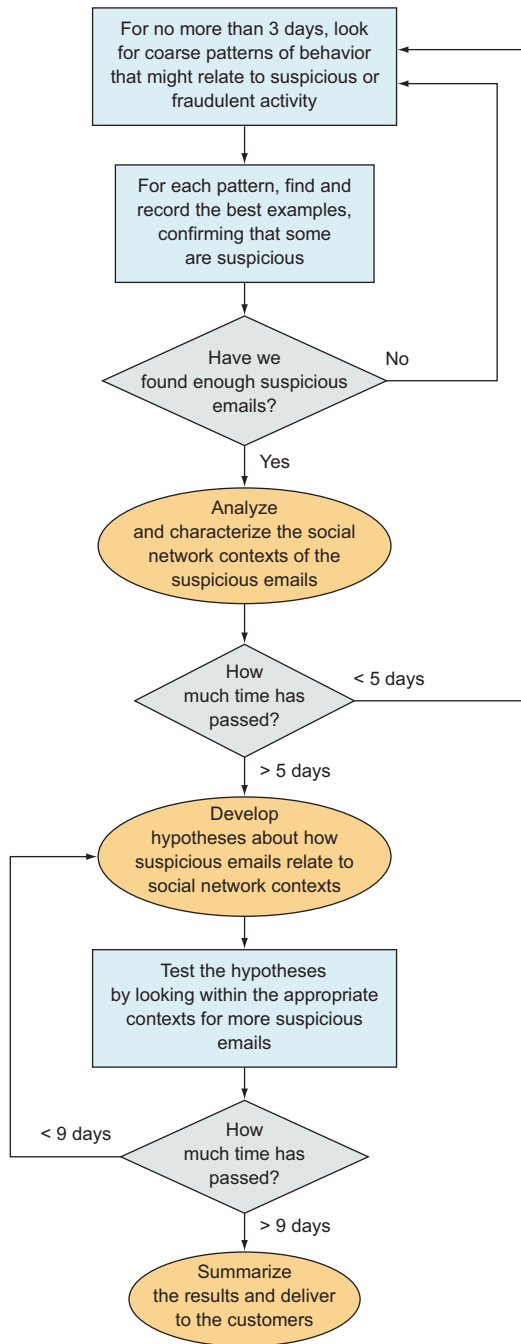 For no more than 3 days, look
for coarse patterns of behavior
that might relate to suspicious or
fraudulent activity
For each pattern, find and
record the best examples,
confirming that some
are suspicious
Have we
found enough suspicious
emails?
No
Yes
Analyze
and characterize the social
network contexts of the
suspicious emails
How
much time has
passed?
< 5 days
> 5 days
Develop
hypotheses about how
suspicious emails relate to
social network contexts
Test the hypotheses
by looking within the appropriate
contexts for more suspicious
emails
< 9 days
How
much time has
passed?
> 9 days
Summarize
the results and deliver
to the customers